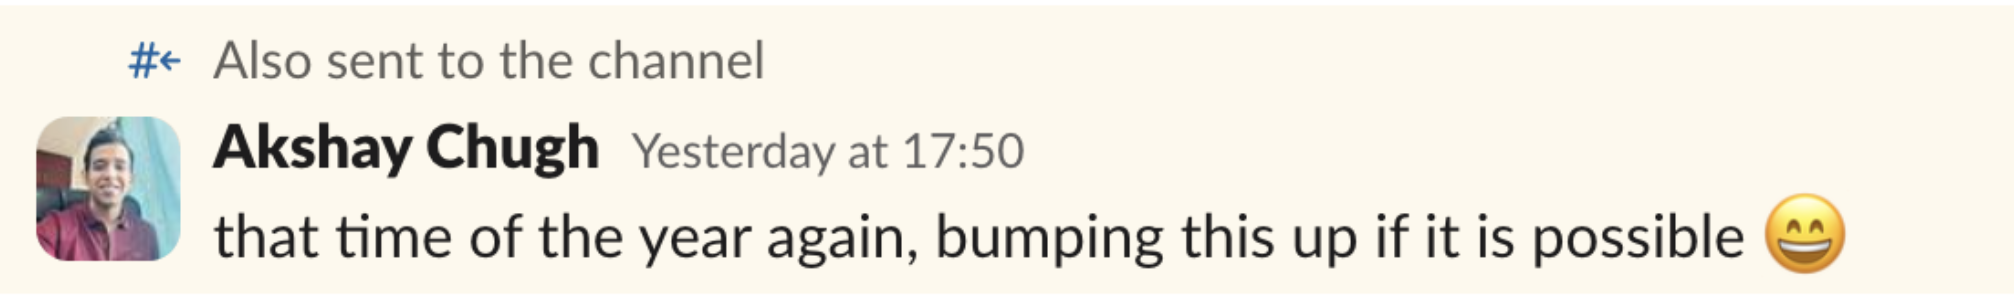 Also sent to the channel
Akshay Chugh Yesterday at 17:50
that time of the year again, bumping this up if it is possible 😄